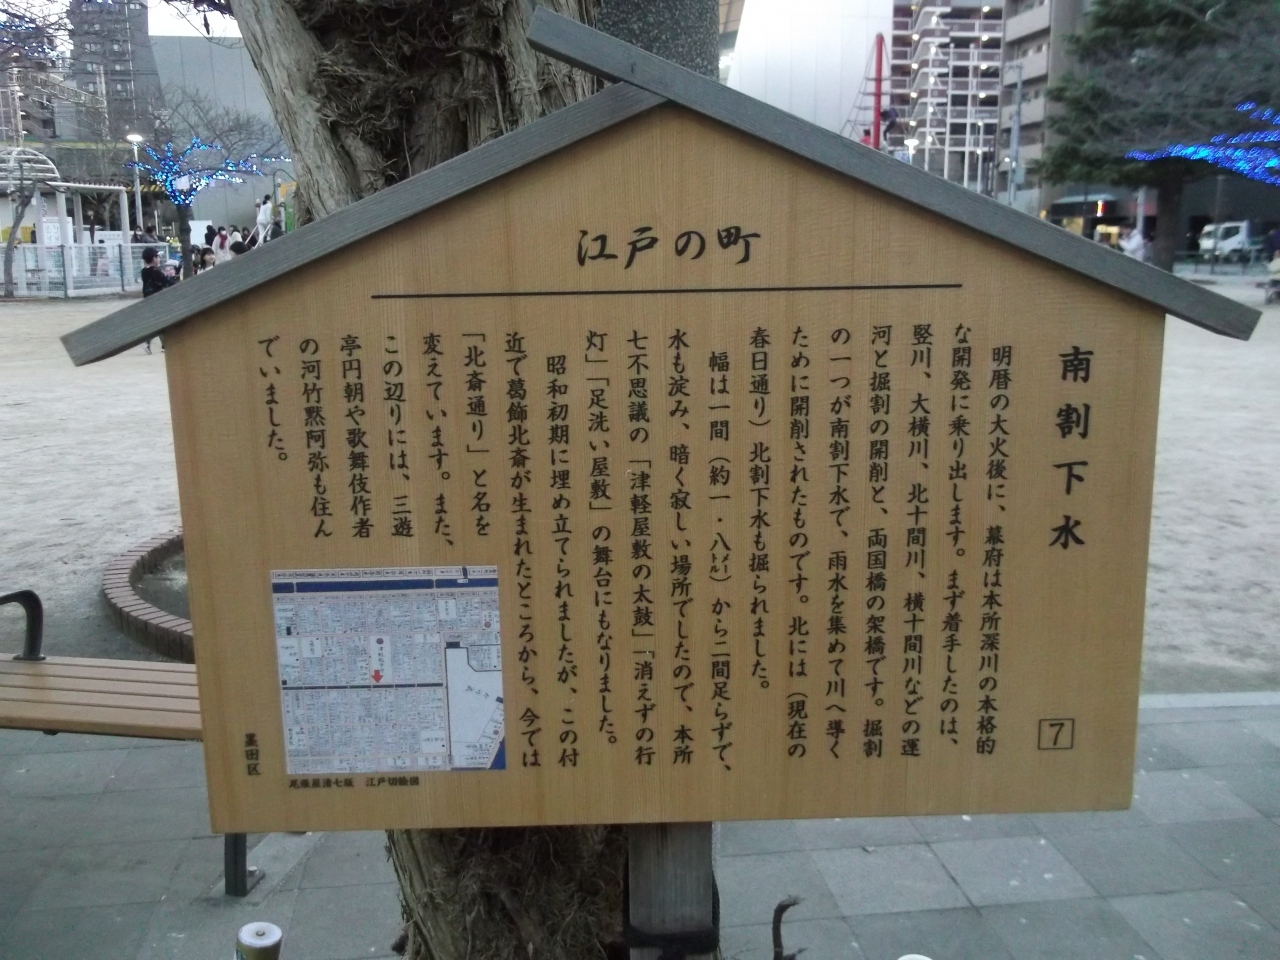 江戸の町
南割下水
7
明暦の大火後に、幕府は本所深川の本格的
な開発に乗り出します。まず着手したのは、
竪川、大横川、北十間川、横十間川などの運
河と掘割の開削と、両国橋の架橋です。掘割
の一つが南割下水で、雨水を集めて川へ導く
ために開削されたものです。北には（現在の
春日通り）北割下水も掘られました。
幅は一間（約一・八㍍）から二間足らずで、
水も淀み、暗く寂しい場所でしたので、本所
七不思議の「津軽屋敷の太鼓」「消えずの行
灯」「足洗い屋敷」の舞台にもなりました。
昭和初期に埋め立てられましたが、この付
近で葛飾北斎が生まれたところから、今では
「北斎通り」と名を
変えています。また、
この辺りには、三遊
亭円朝や歌舞伎作者
の河竹黙阿弥も住ん
でいました。
尾張屋清七版 江戸切絵図
墨田区